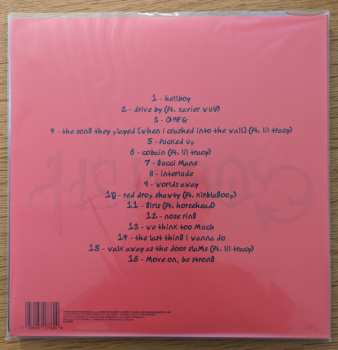 1 - hellboy
2 - drive by (ft. xavier wulf)
3 - OMFG
4 - the song they played [when i crashed into the wall] (ft. lil tracy)
5 - fucked up
6 - cobain (ft. lil tracy)
7 - Gucci Mane
8 - interlude
9 - worlds away
10 - red drop shawty (ft. kirblaGoop)
11 - Girls (ft. horsehead)
12 - nose ring
13 - we think too much
14 - the last thing i wanna do
15 - walk away as the door slams (ft. lil tracy)
16 - Move on, be strong